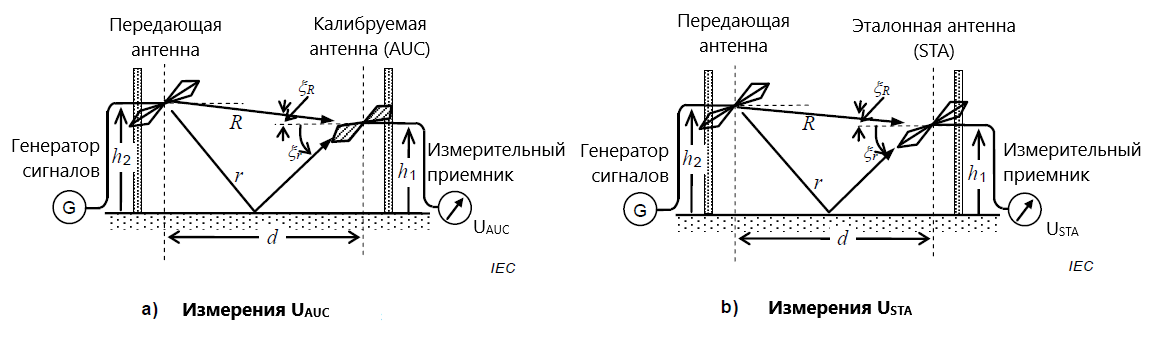 Передающая
антенна
Калибруемая
антенна (AUC)
ξR
R
Генератор
сигналов
h2
ξr
h1
Измерительный
приемник
r
G
UAUC
d
IEC
a) Измерения UAUC
Передающая
антенна
Эталонная антенна
(STA)
ξR
R
Генератор
сигналов
h2
ξr
h1
Измерительный
приемник
r
G
USTA
d
IEC
b) Измерения USTA